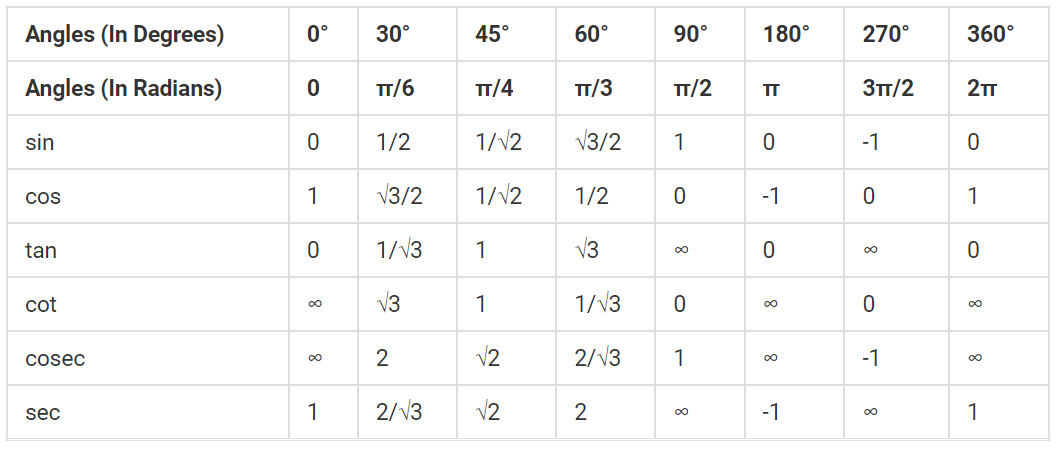 Angles (In Degrees) 0° 30° 45° 60° 90° 180° 270° 360°
Angles (In Radians) 0 π/6 π/4 π/3 π/2 π 3π/2 2π
sin 0 1/2 1/√2 √3/2 1 0 -1 0
cos 1 √3/2 1/√2 1/2 0 -1 0 1
tan 0 1/√3 1 √3 ∞ 0 ∞ 0
cot ∞ √3 1 1/√3 0 ∞ 0 ∞
cosec ∞ 2 √2 2/√3 1 ∞ -1 ∞
sec 1 2/√3 √2 2 ∞ -1 ∞ 1